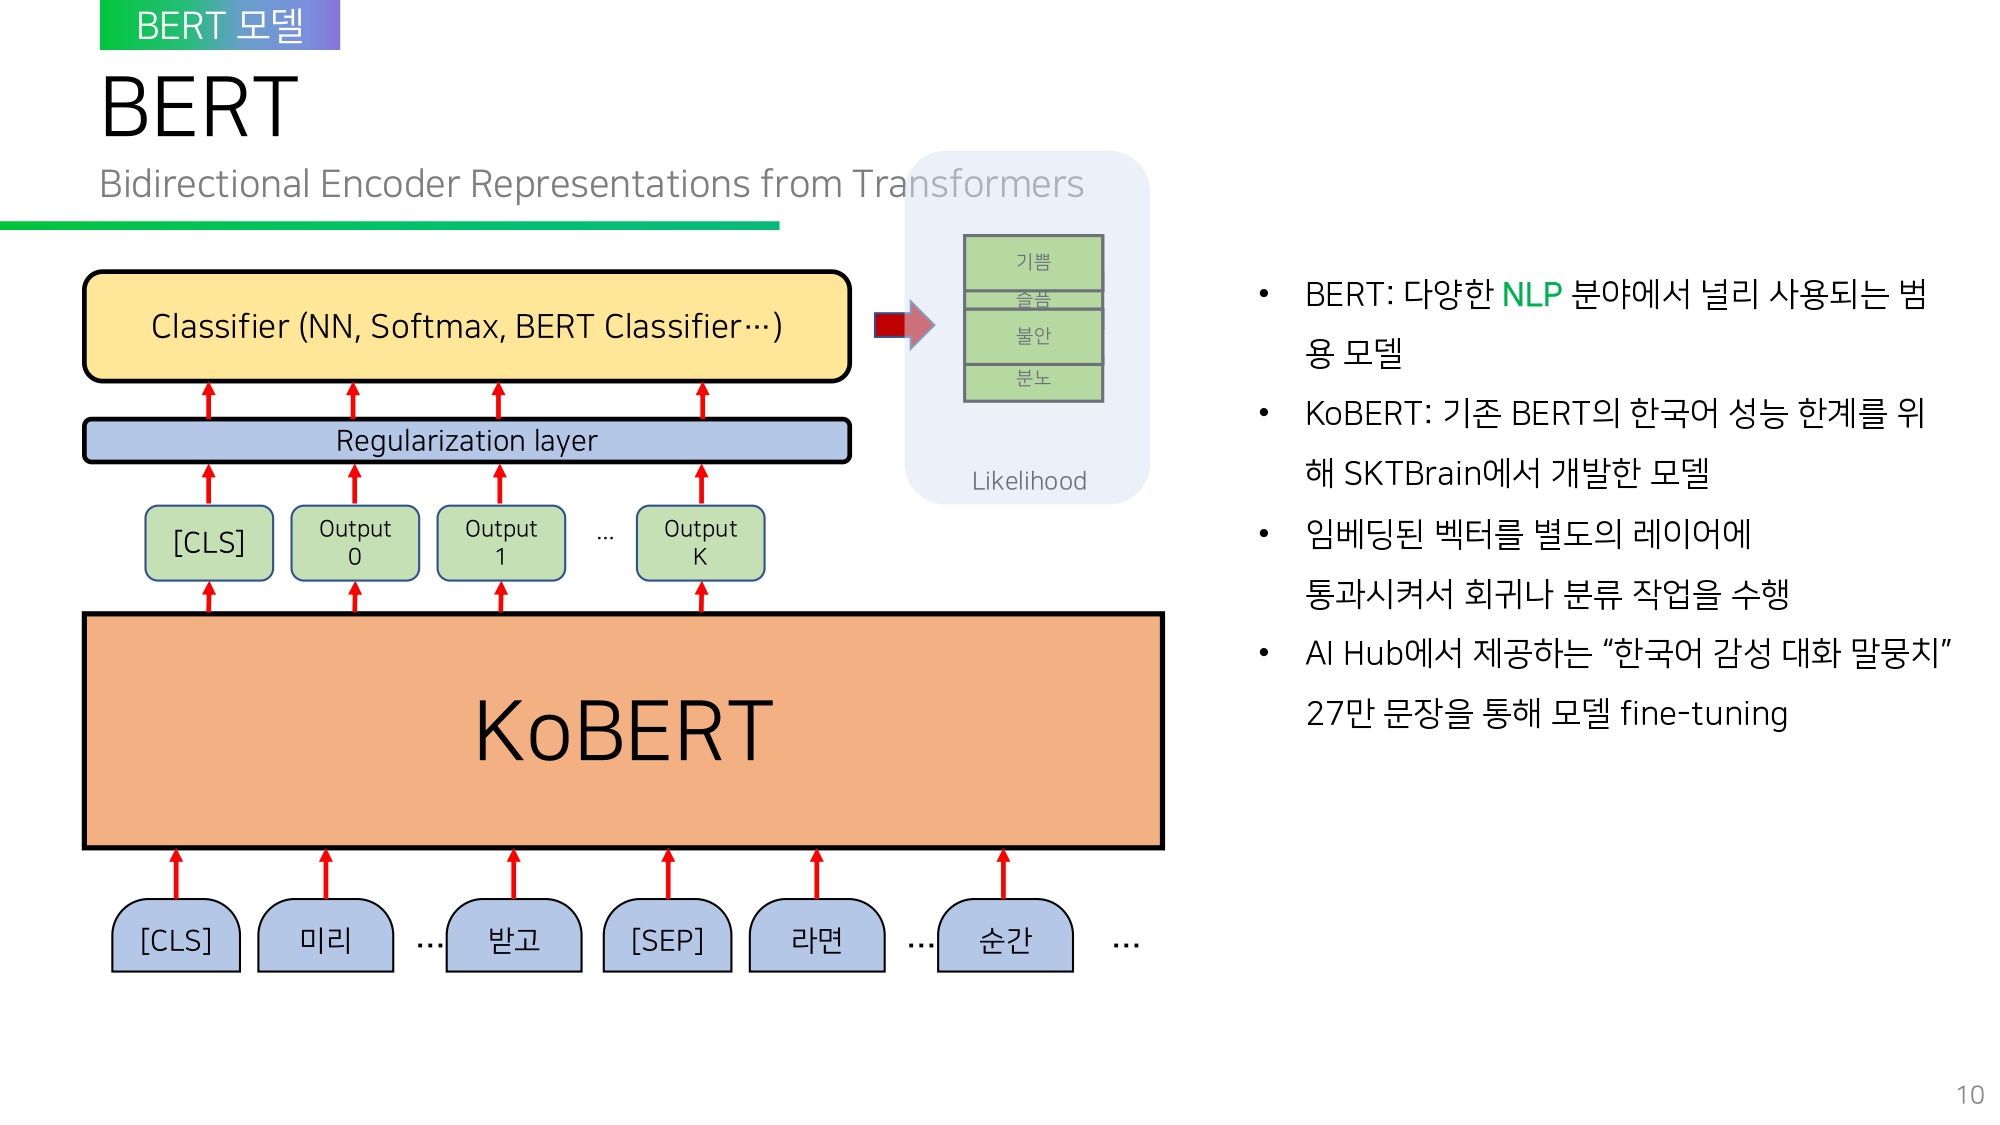 BERT 모델
BERT
Bidirectional Encoder Representations from Transformers
Classifier (NN, Softmax, BERT Classifier…)
기쁨
슬픔
불안
분노
Likelihood
Regularization layer
[CLS]
Output
0
Output
1
...
Output
K
KoBERT
[CLS]
미리
...
받고
[SEP]
라면
...
순간
...
• BERT: 다양한 NLP 분야에서 널리 사용되는 범
용 모델
• KoBERT: 기존 BERT의 한국어 성능 한계를 위
해 SKTBrain에서 개발한 모델
• 임베딩된 벡터를 별도의 레이어에
통과시켜서 회귀나 분류 작업을 수행
• AI Hub에서 제공하는 “한국어 감성 대화 말뭉치”
27만 문장을 통해 모델 fine-tuning
10